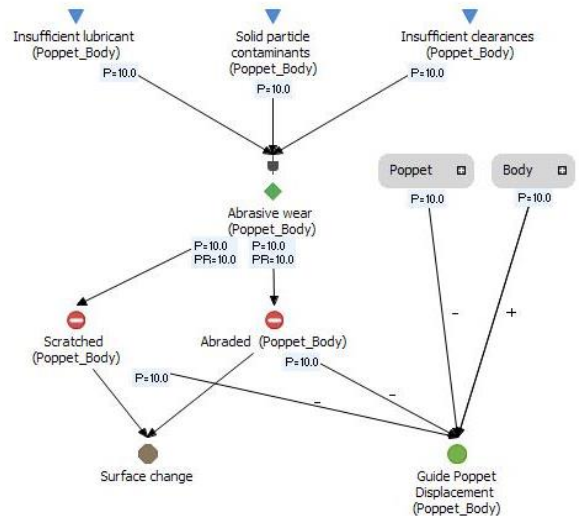 Insufficient lubricant
(Poppet_Body)
P=10.0
Solid particle
contaminants
(Poppet_Body)
P=10.0
Insufficient clearances
(Poppet_Body)
P=10.0
Poppet
P=10.0
Body
P=10.0
Abrasive wear
(Poppet_Body)
P=10.0
PR=10.0
P=10.0
PR=10.0
–
+
Scratched
(Poppet_Body)
P=10.0
Abraded (Poppet_Body)
P=10.0
–
–
Surface change
Guide Poppet
Displacement
(Poppet_Body)